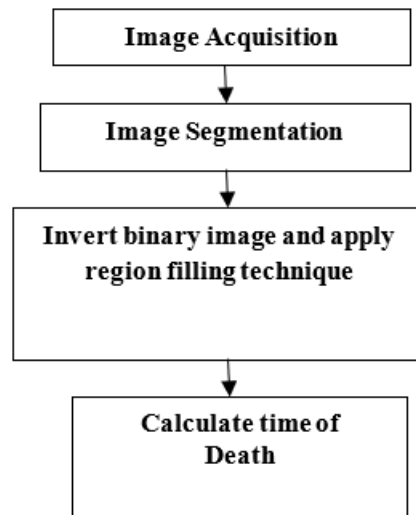 Image Acquisition
Image Segmentation
Invert binary image and apply
region filling technique
Calculate time of
Death